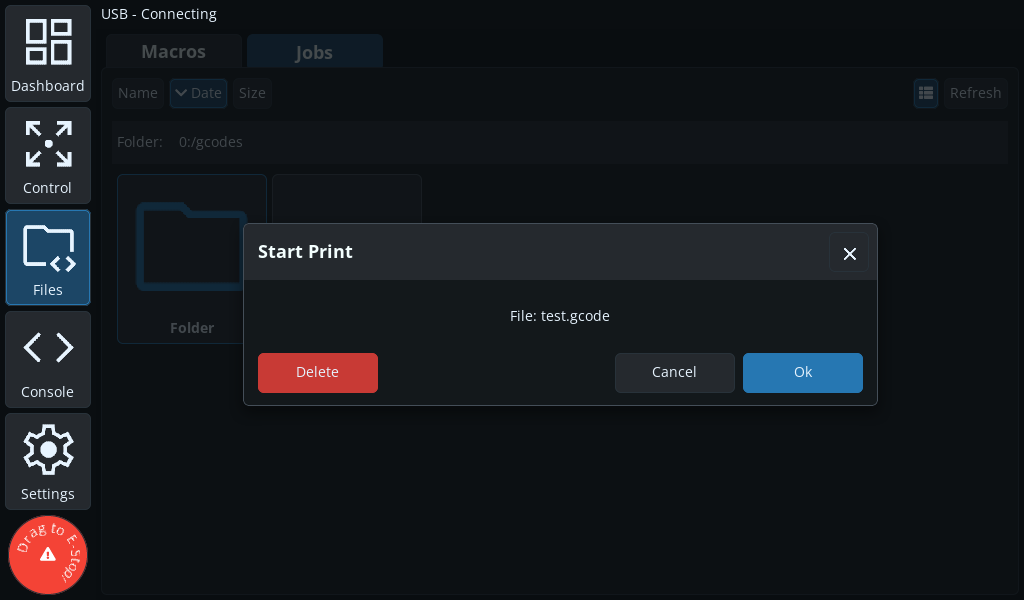 USB - Connecting
Dashboard
Control
Files
Console
Settings
Drag to E-Stop!
Macros
Jobs
Name
Date
Size
Refresh
Folder: 0:/gcodes
Folder
Start Print
File: test.gcode
Delete
Cancel
Ok